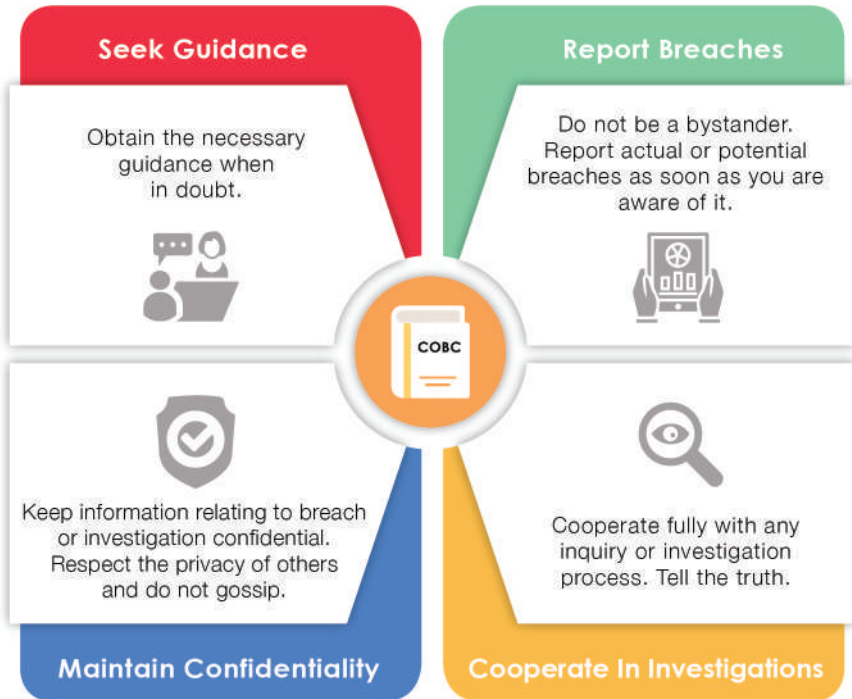 Seek Guidance
Obtain the necessary
guidance when
in doubt.
Report Breaches
Do not be a bystander.
Report actual or potential
breaches as soon as you are
aware of it.
COBC
Keep information relating to breach
or investigation confidential.
Respect the privacy of others
and do not gossip.
Maintain Confidentiality
Cooperate fully with any
inquiry or investigation
process. Tell the truth.
Cooperate In Investigations